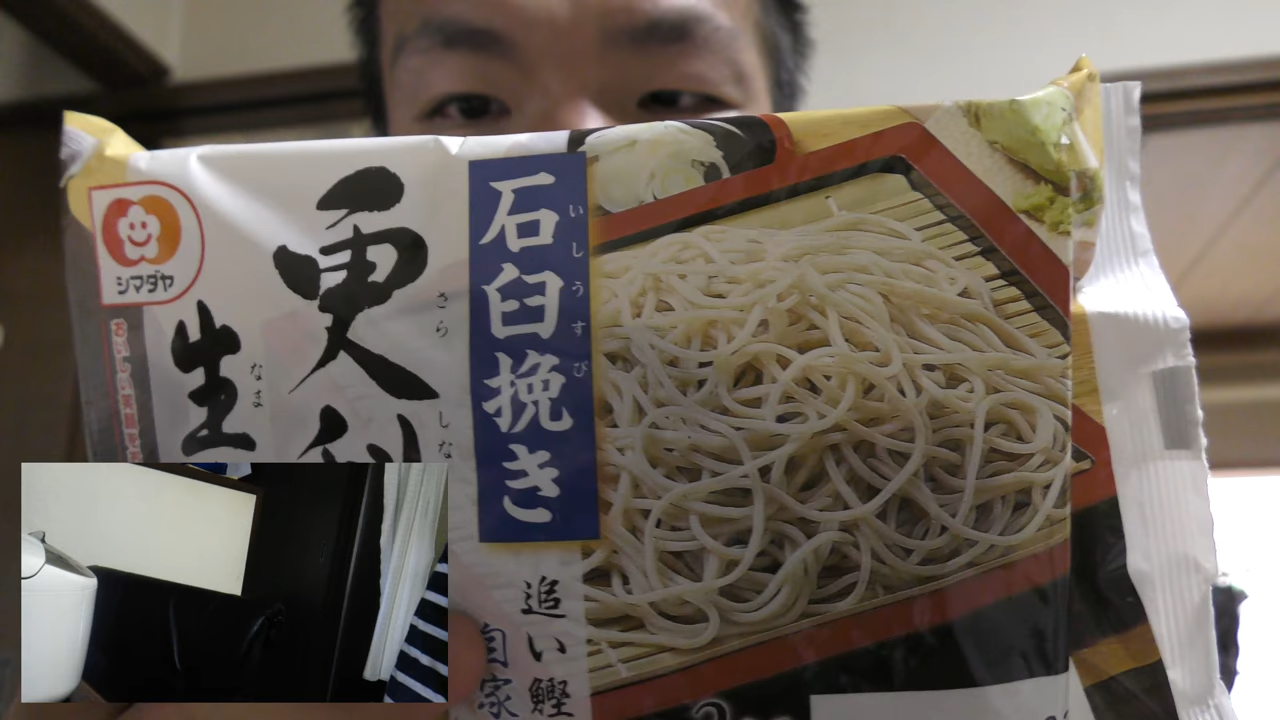 シマダヤ
石臼挽き
いしうすび
更科
さらしな
生
なま
追い鰹
自家